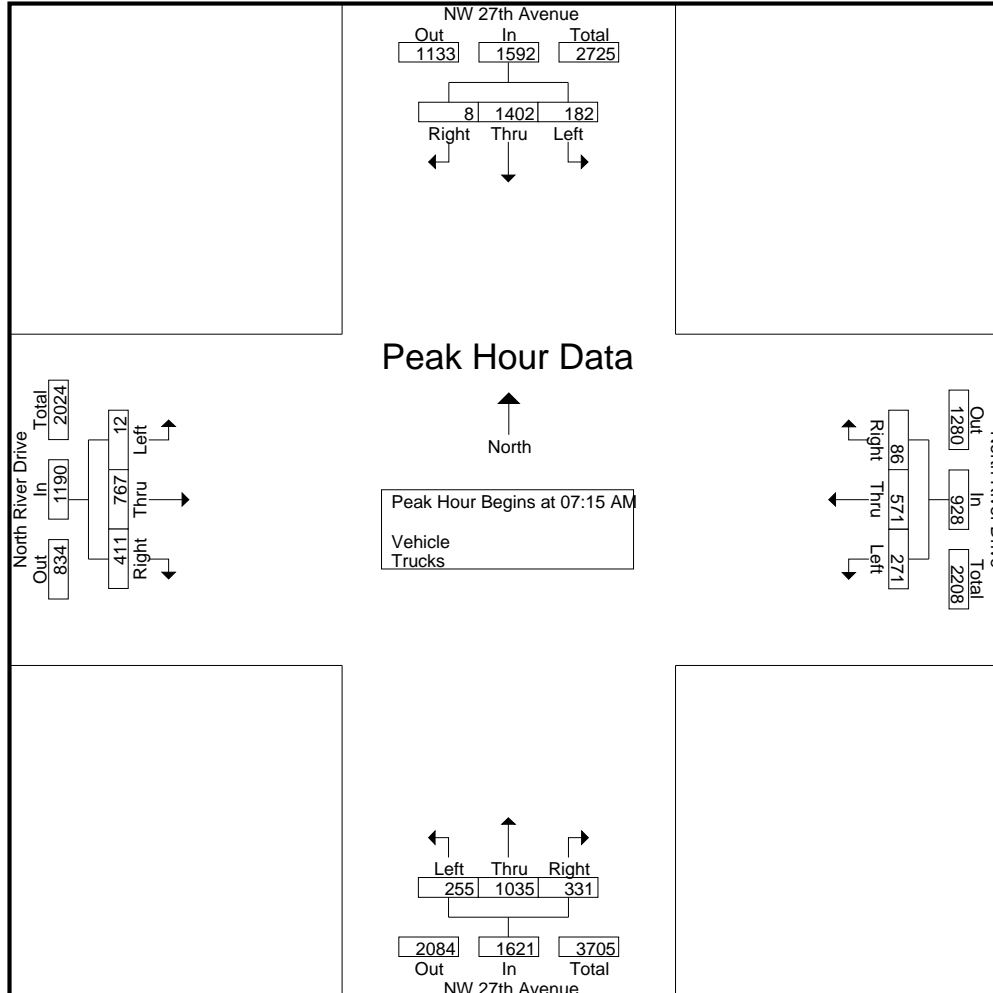 NW 27th Avenue
Out In Total
1133 1592 2725
8 1402 182
Right Thru Left
Peak Hour Data
North
Peak Hour Begins at 07:15 AM
Vehicle
Trucks
North River Drive
Out In Total
834 1190 2024
411 767 12
Right Thru Left
Out In Total
1280 928 2208
86 571 271
Right Thru Left
Left Thru Right
255 1035 331
2084 1621 3705
Out In Total
NW 27th Avenue